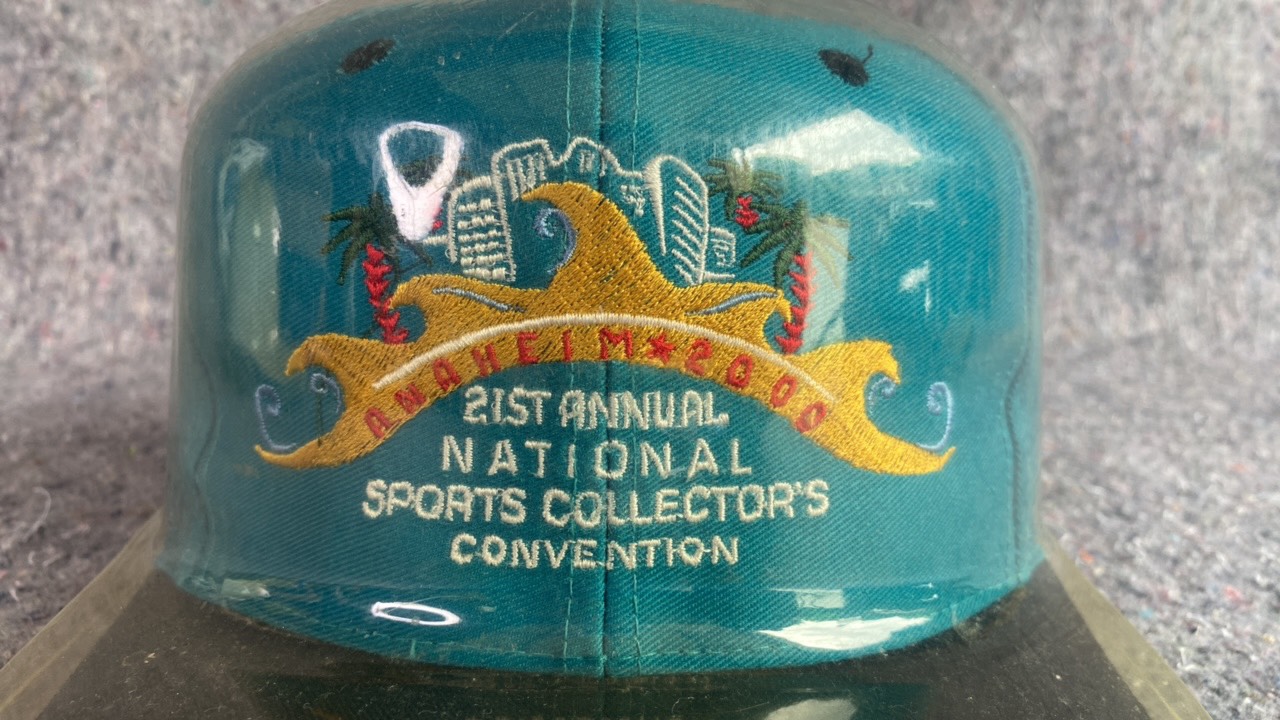 ANAHEIM★2000
21ST ANNUAL
NATIONAL
SPORTS COLLECTOR'S
CONVENTION